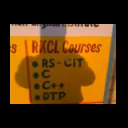 RKCL Courses
• RS-CIT
• C
• C++
• DTP